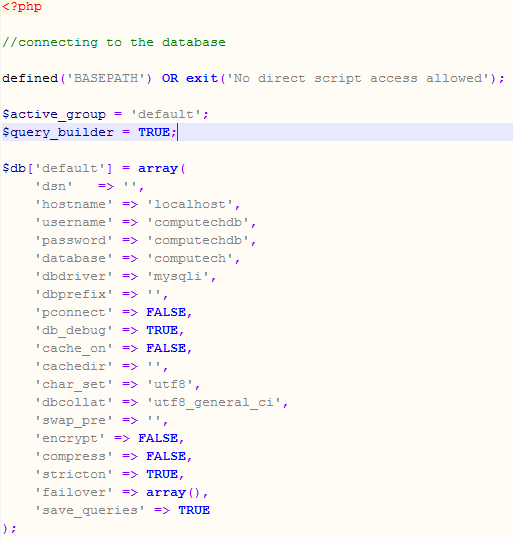 <?php
//connecting to the database
defined('BASEPATH') OR exit('No direct script access allowed');
$active_group = 'default';
$query_builder = TRUE;
$db['default'] = array(
    'dsn'   => '',
    'hostname' => 'localhost',
    'username' => 'computechdb',
    'password' => 'computechdb',
    'database' => 'computech',
    'dbdriver' => 'mysqli',
    'dbprefix' => '',
    'pconnect' => FALSE,
    'db_debug' => TRUE,
    'cache_on' => FALSE,
    'cachedir' => '',
    'char_set' => 'utf8',
    'dbcollat' => 'utf8_general_ci',
    'swap_pre' => '',
    'encrypt' => FALSE,
    'compress' => FALSE,
    'stricton' => TRUE,
    'failover' => array(),
    'save_queries' => TRUE
);